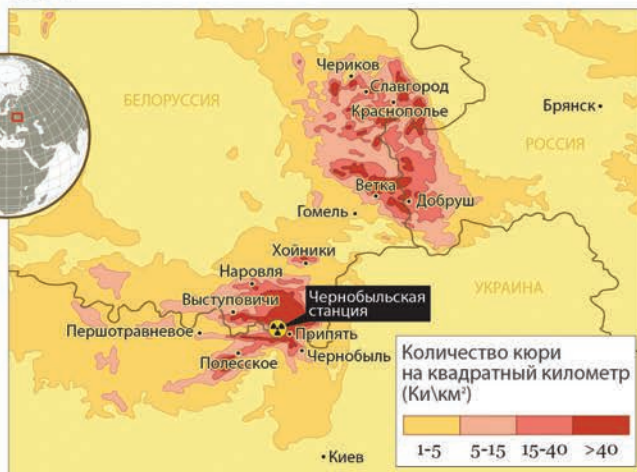 Чериков
Славгород
Краснополье
БЕЛОРУССИЯ
Брянск
РОССИЯ
Ветка
Добруш
Гомель
Хойники
Наровля
УКРАИНА
Выступовичи
Чернобыльская
станция
Першотравневое
Припять
Чернобыль
Полесское
Киев
Количество кюри
на квадратный километр
(Ки\км²)
1-5 5-15 15-40 >40